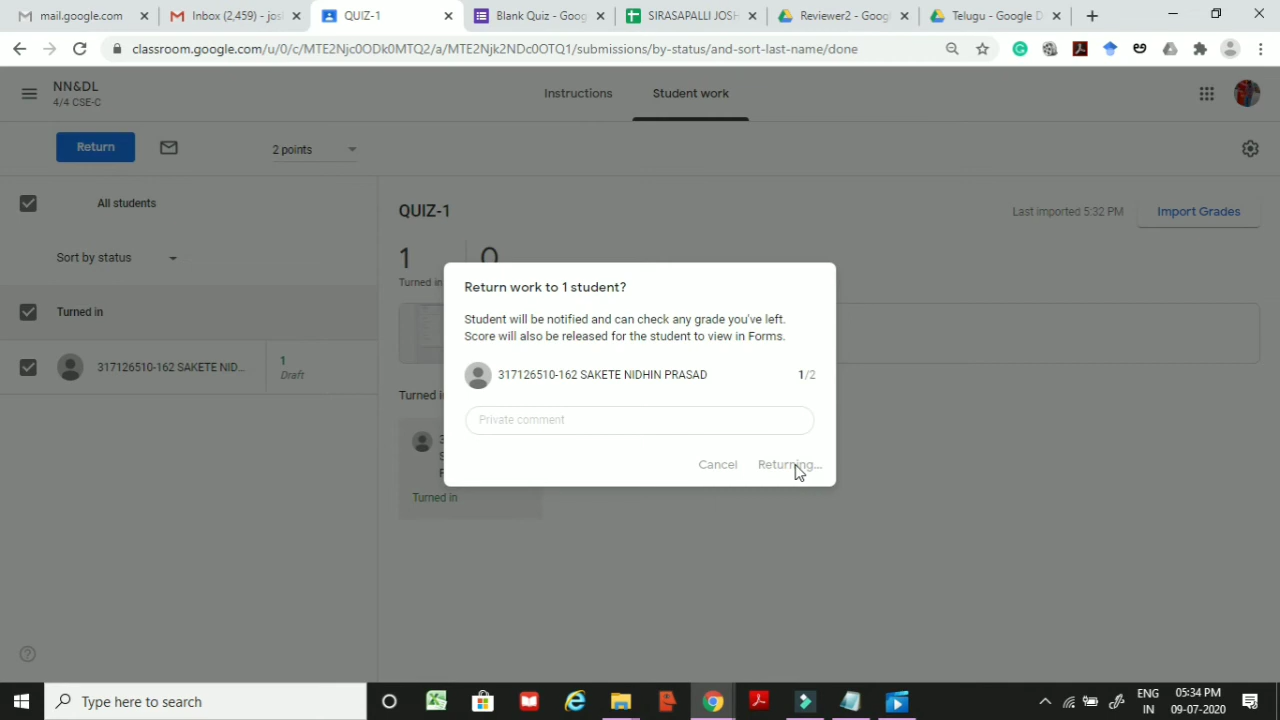 mail.google.com
Inbox (2,459) - josl
QUIZ-1
Blank Quiz - Goog
SIRASAPALLI JOSH
Reviewer2 - Googl
Telugu - Google D
classroom.google.com/u/0/c/MTE2Njc0ODk0MTQ2/a/MTE2Njk2NDc0OTQ1/submissions/by-status/and-sort-last-name/done
NN&DL
4/4 CSE-C
Instructions
Student work
Return
2 points
All students
QUIZ-1
Last imported 5:32 PM
Import Grades
Sort by status
1
0
Turned in
Turned in
317126510-162 SAKETE NID...
1
Draft
Return work to 1 student?
Student will be notified and can check any grade you've left.
Score will also be released for the student to view in Forms.
317126510-162 SAKETE NIDHIN PRASAD
1/2
Private comment
Cancel
Returning...
Turned i
Turned in
Type here to search
ENG
IN
05:34 PM
09-07-2020